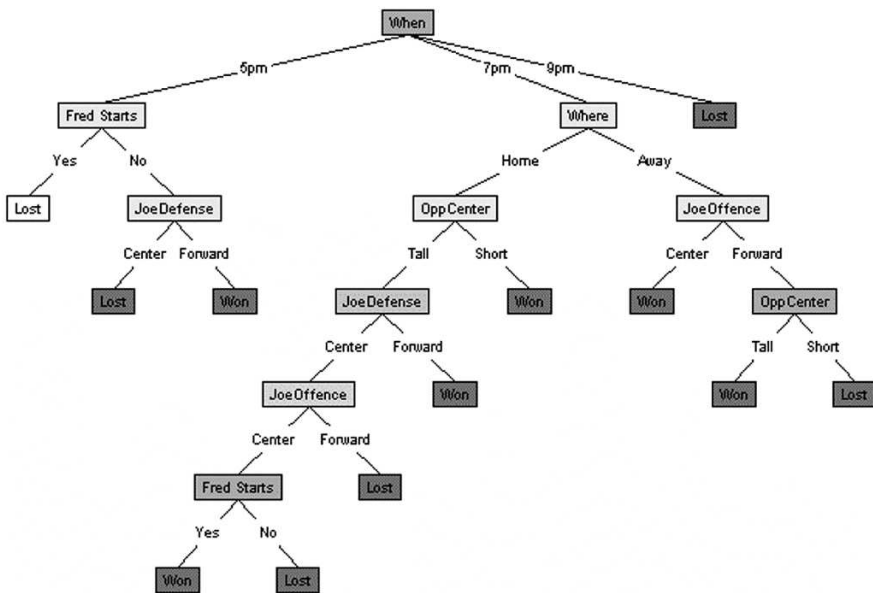 When
5pm 7pm 9pm
Fred Starts Where Lost
Yes No Home Away
Lost JoeDefense OppCenter JoeOffence
Center Forward Tall Short Center Forward
Lost Won JoeDefense Won Won OppCenter
Center Forward Tall Short
JoeOffence Won Won Lost
Center Forward
Fred Starts Lost
Yes No
Won Lost